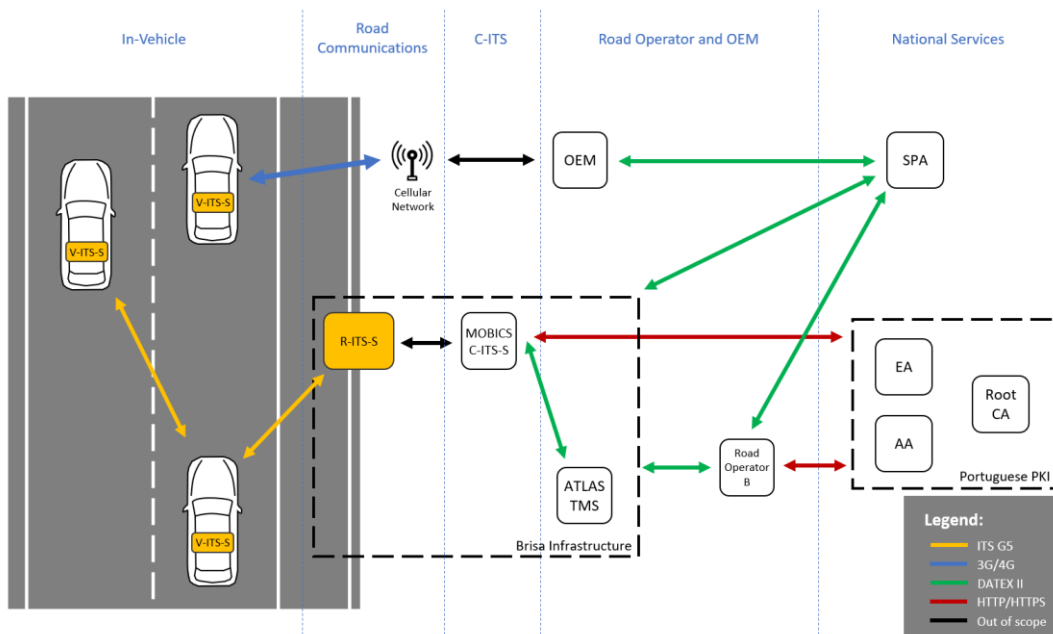 In-Vehicle
Road
Communications
C-ITS
Road Operator and OEM
National Services
V-ITS-S
V-ITS-S
Cellular
Network
OEM
SPA
R-ITS-S
MOBICS
C-ITS-S
EA
Root
CA
AA
Road
Operator
B
ATLAS
TMS
Portuguese PKI
V-ITS-S
Brisa Infrastructure
Legend:
ITS G5
3G/4G
DATEX II
HTTP/HTTPS
Out of scope